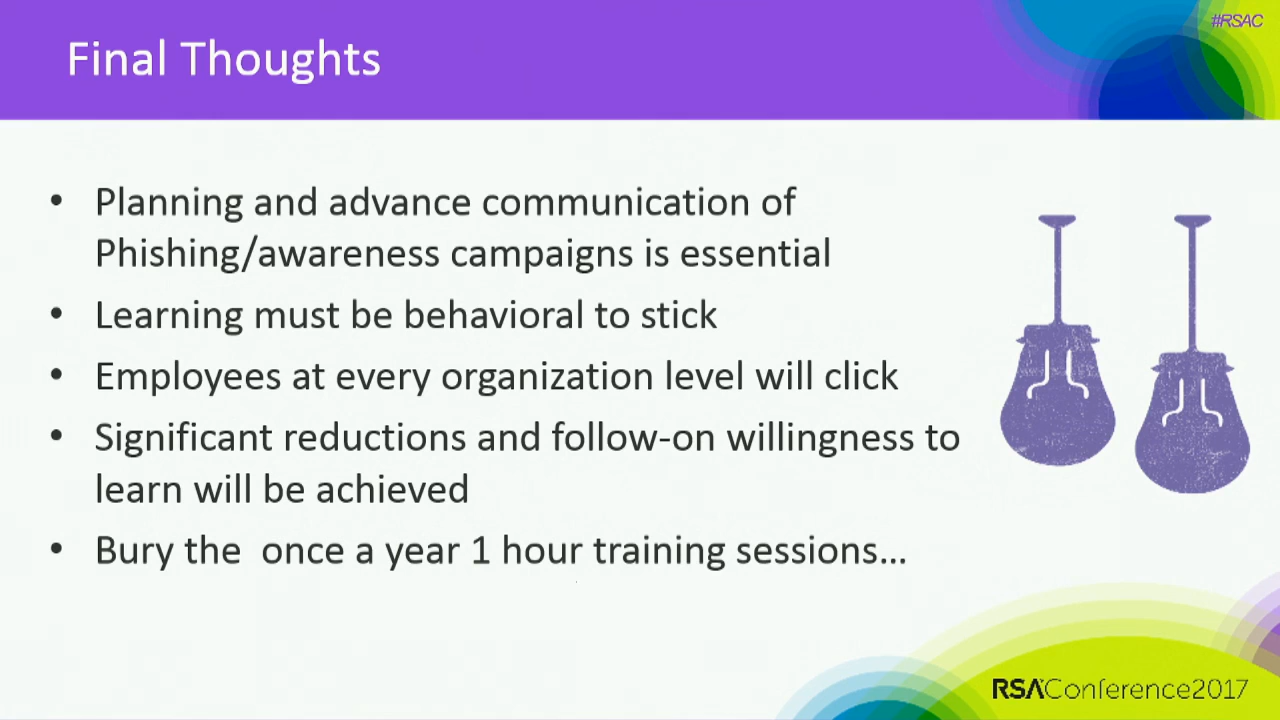 #RSAC
Final Thoughts
• Planning and advance communication of
Phishing/awareness campaigns is essential
• Learning must be behavioral to stick
• Employees at every organization level will click
• Significant reductions and follow-on willingness to
learn will be achieved
• Bury the  once a year 1 hour training sessions...
RSAConference2017